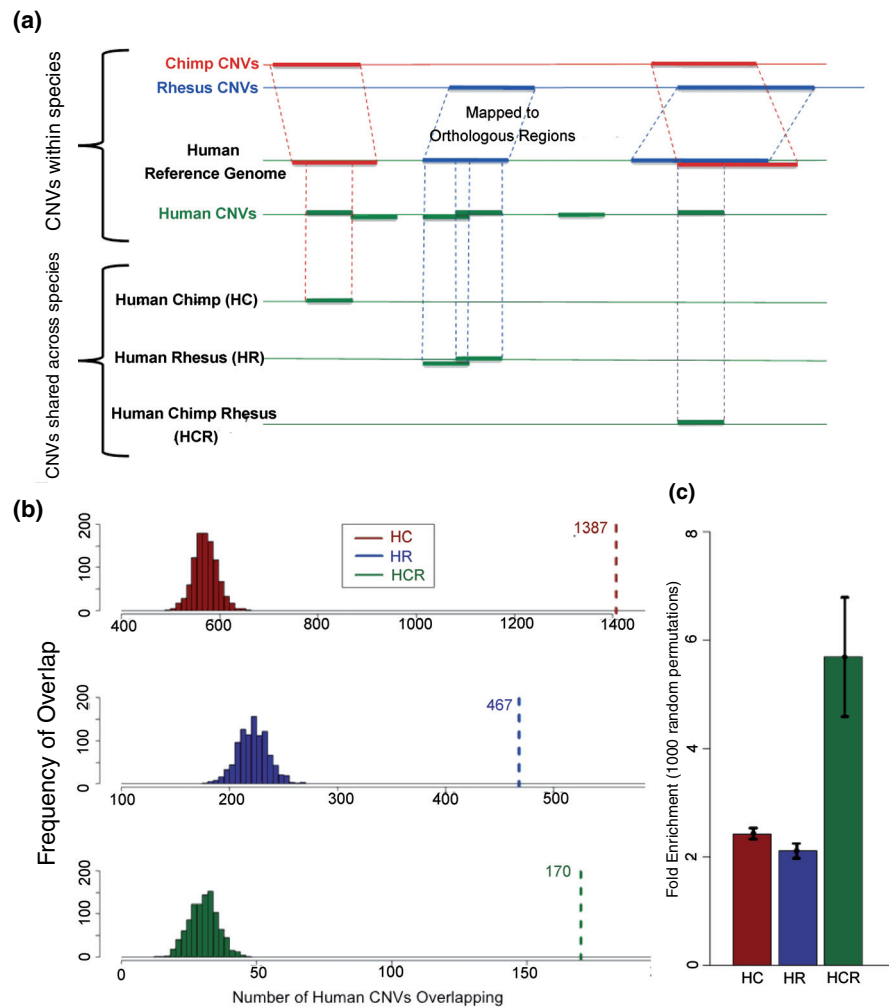 (a)
CNVs within species
Chimp CNVs
Rhesus CNVs
Mapped to
Orthologous Regions
Human
Reference Genome
Human CNVs
CNVs shared across species
Human Chimp (HC)
Human Rhesus (HR)
Human Chimp Rhesus
(HCR)
(b)
Frequency of Overlap
0 100 200
1387
HC
HR
HCR
400 600 800 1000 1200 1400
0 100 200
467
100 200 300 400 500
0 100 200
170
0 50 100 150
Number of Human CNVs Overlapping
(c)
Fold Enrichment (1000 random permutations)
0 2 4 6 8
HC HR HCR